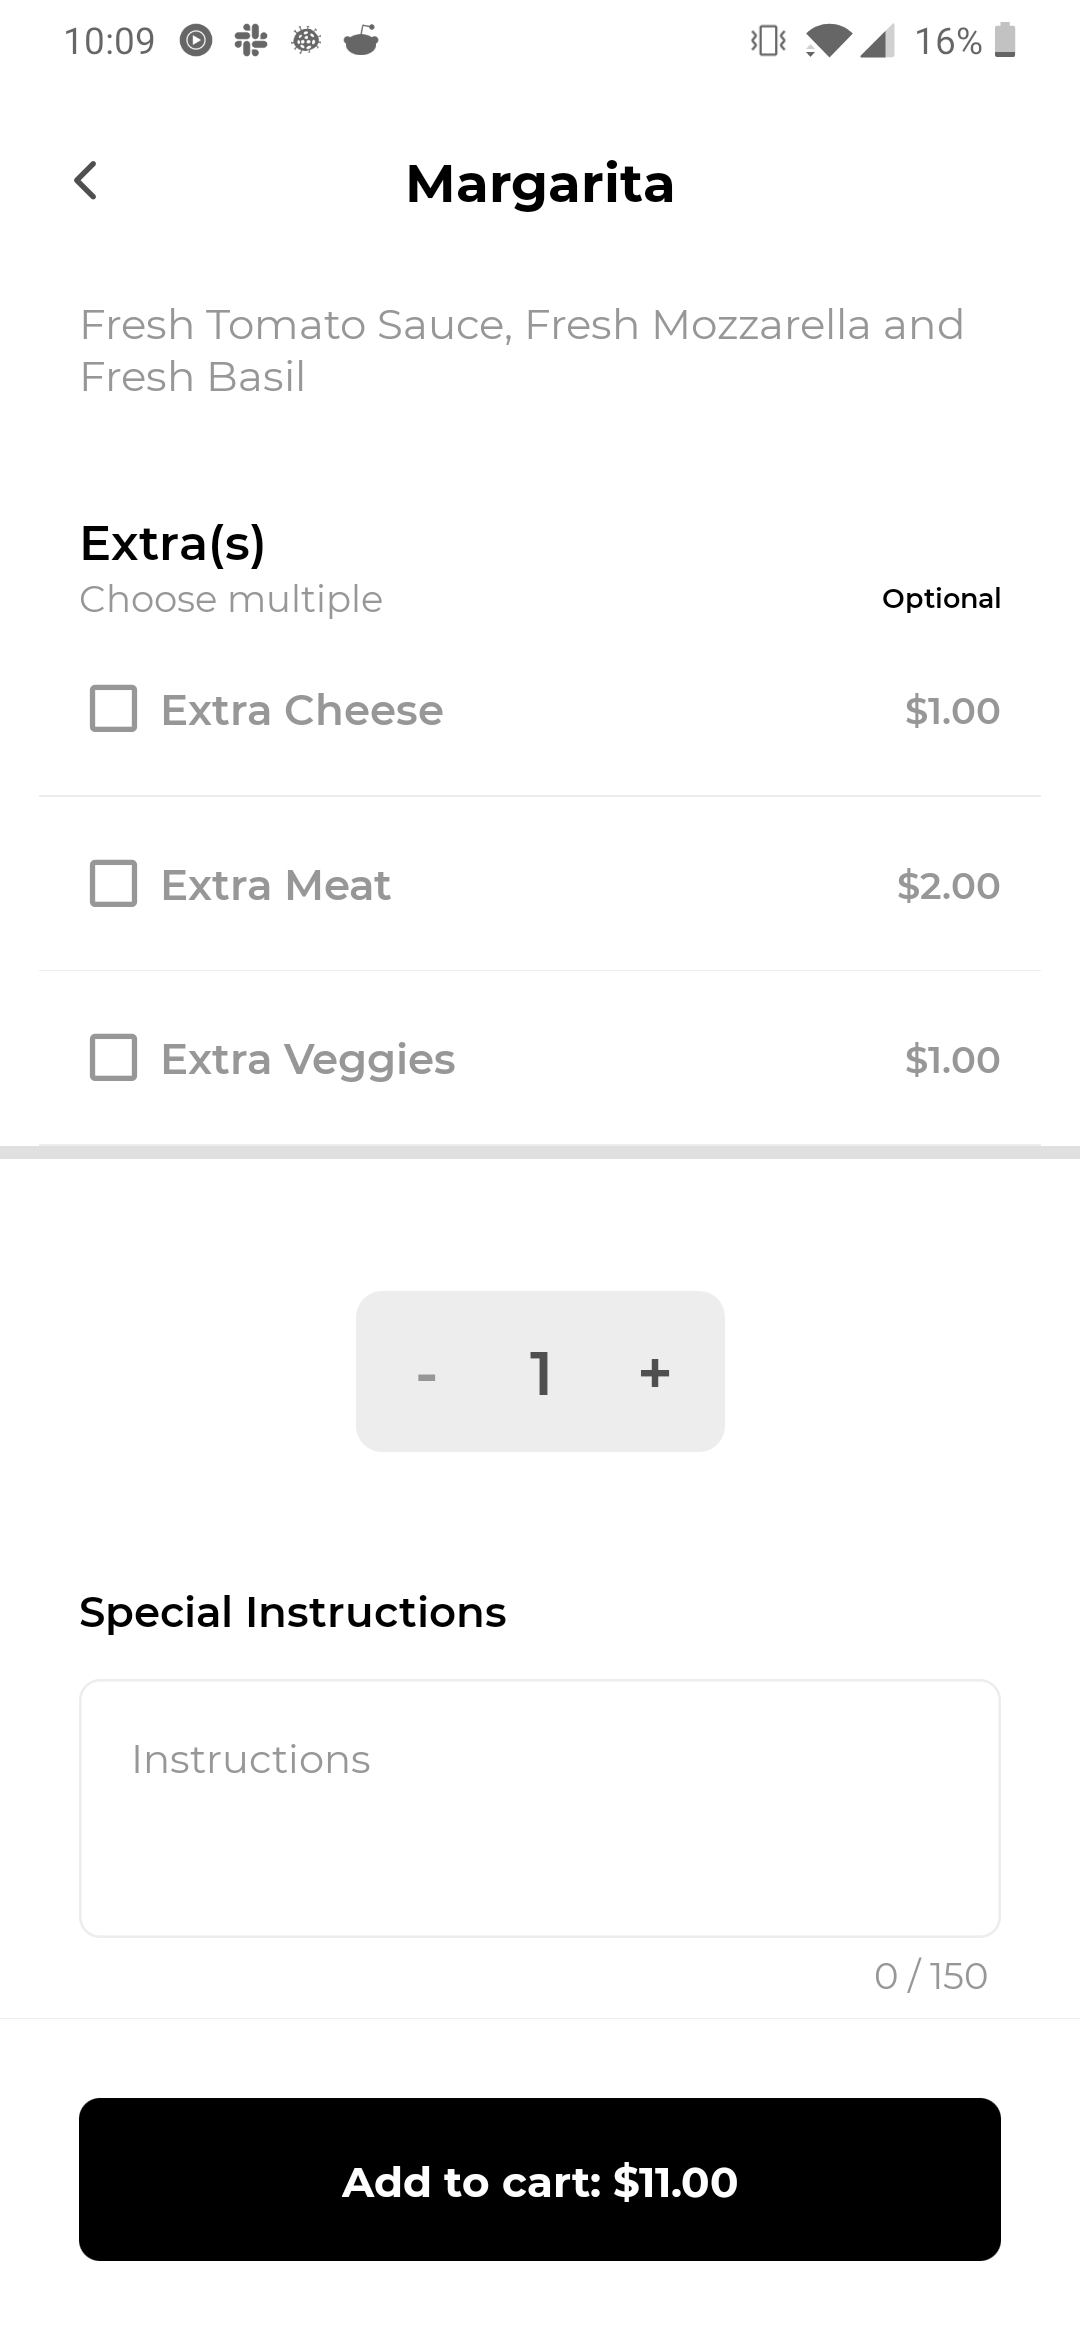 10:09 16%
Margarita
Fresh Tomato Sauce, Fresh Mozzarella and
Fresh Basil
Extra(s)
Choose multiple Optional
Extra Cheese $1.00
Extra Meat $2.00
Extra Veggies $1.00
- 1 +
Special Instructions
Instructions
0 / 150
Add to cart: $11.00